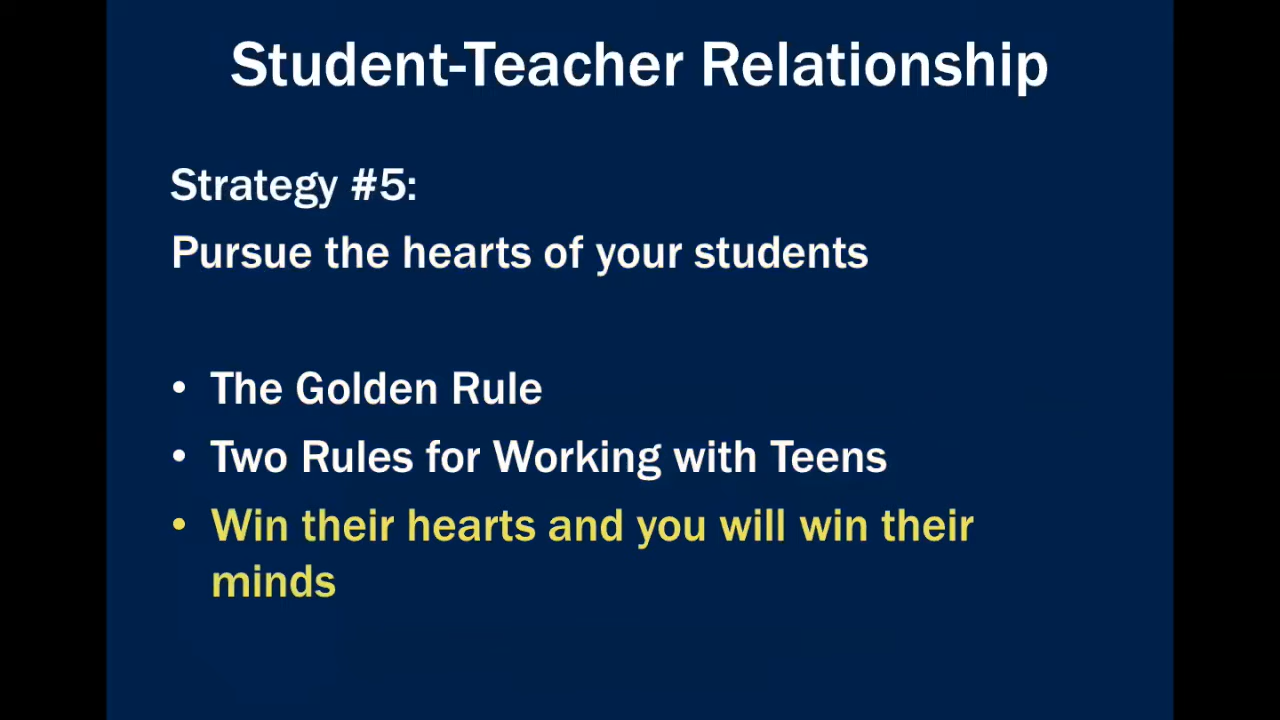 Student-Teacher Relationship
Strategy #5:
Pursue the hearts of your students
• The Golden Rule
• Two Rules for Working with Teens
• Win their hearts and you will win their
minds